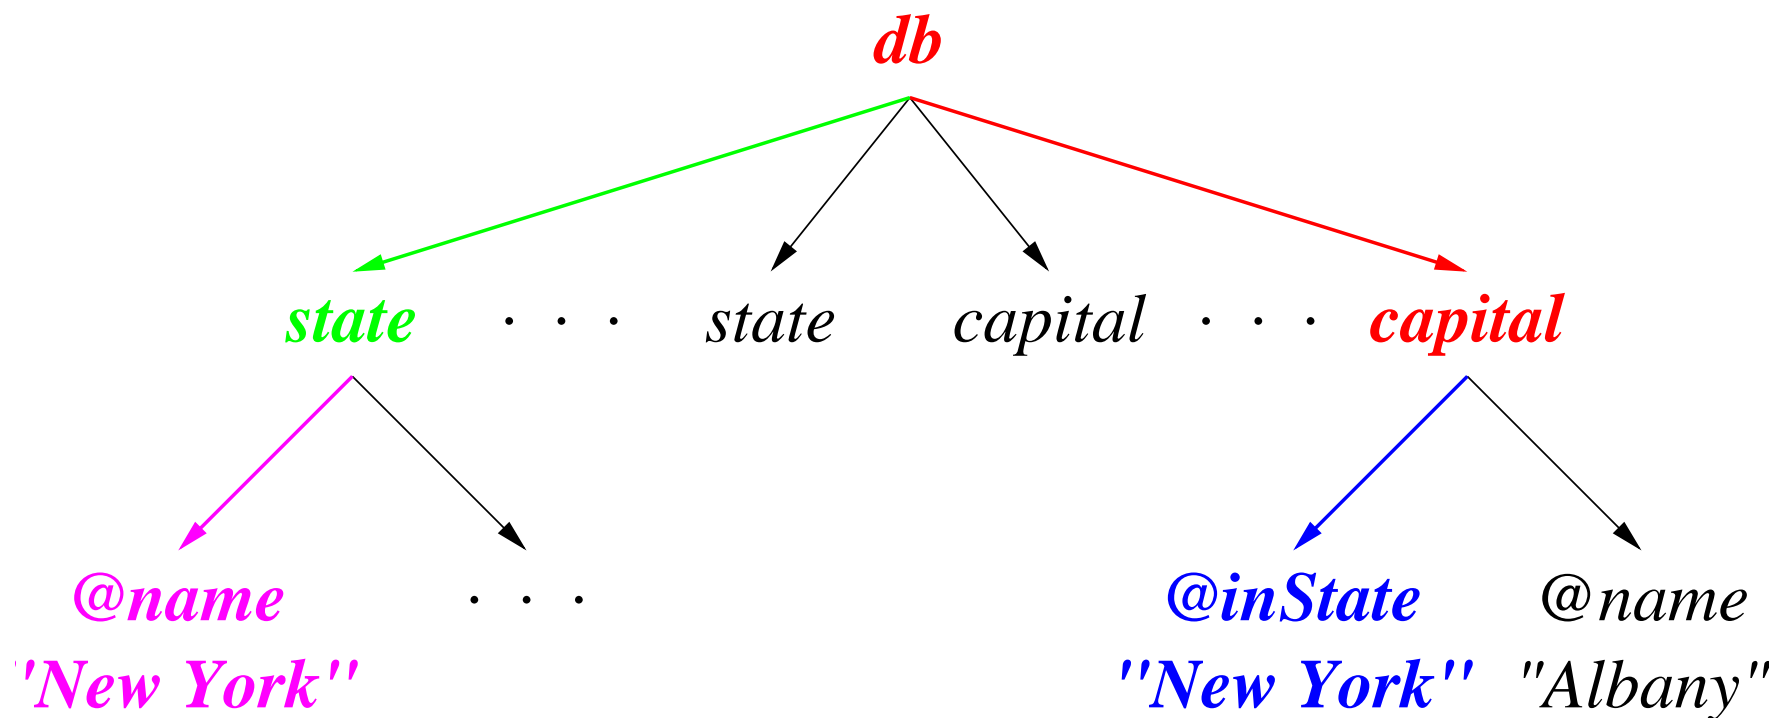 db
state . . . state capital . . . capital
@name . . . @inState @name
"New York" "New York" "Albany"